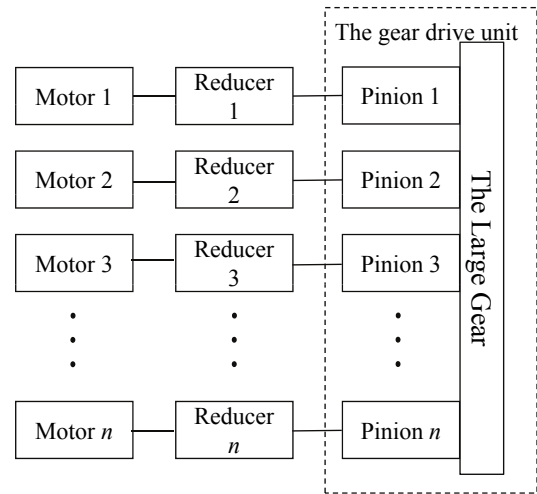 The gear drive unit
Motor 1
Reducer
1
Pinion 1
Motor 2
Reducer
2
Pinion 2
Motor 3
Reducer
3
Pinion 3
Motor n
Reducer
n
Pinion n
The Large Gear